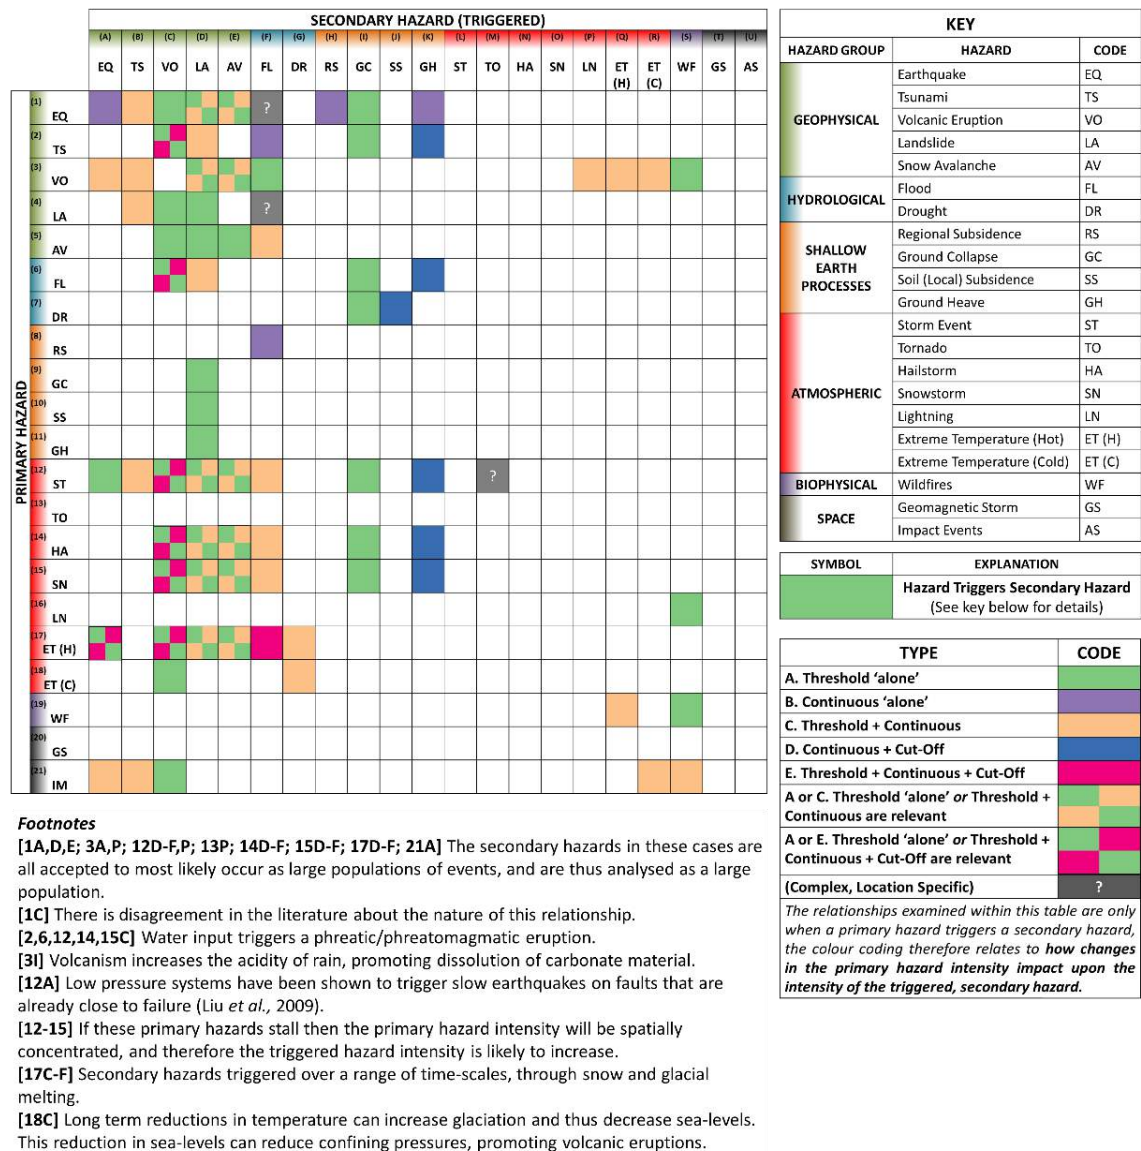 SECONDARY HAZARD (TRIGGERED)
(A) (B) (C) (D) (E) (F) (G) (H) (I) (J) (K) (L) (M) (N) (O) (P) (Q) (R) (S) (T) (U)
EQ TS VO LA AV FL DR RS GC SS GH ST TO HA SN LN ET (H) ET (C) WF GS AS
PRIMARY HAZARD
(1) EQ ?
(2) TS
(3) VO
(4) LA ?
(5) AV
(6) FL
(7) DR
(8) RS
(9) GC
(10) SS
(11) GH
(12) ST ?
(13) TO
(14) HA
(15) SN
(16) LN
(17) ET (H)
(18) ET (C)
(19) WF
(20) GS
(21) IM
Footnotes
[1A,D,E; 3A,P; 12D-F,P; 13P; 14D-F; 15D-F; 17D-F; 21A] The secondary hazards in these cases are
all accepted to most likely occur as large populations of events, and are thus analysed as a large
population.
[1C] There is disagreement in the literature about the nature of this relationship.
[2,6,12,14,15C] Water input triggers a phreatic/phreatomagmatic eruption.
[3I] Volcanism increases the acidity of rain, promoting dissolution of carbonate material.
[12A] Low pressure systems have been shown to trigger slow earthquakes on faults that are
already close to failure (Liu et al., 2009).
[12-15] If these primary hazards stall then the primary hazard intensity will be spatially
concentrated, and therefore the triggered hazard intensity is likely to increase.
[17C-F] Secondary hazards triggered over a range of time-scales, through snow and glacial
melting.
[18C] Long term reductions in temperature can increase glaciation and thus decrease sea-levels.
This reduction in sea-levels can reduce confining pressures, promoting volcanic eruptions.
KEY
HAZARD GROUP HAZARD CODE
GEOPHYSICAL
Earthquake EQ
Tsunami TS
Volcanic Eruption VO
Landslide LA
Snow Avalanche AV
HYDROLOGICAL
Flood FL
Drought DR
SHALLOW
EARTH
PROCESSES
Regional Subsidence RS
Ground Collapse GC
Soil (Local) Subsidence SS
Ground Heave GH
ATMOSPHERIC
Storm Event ST
Tornado TO
Hailstorm HA
Snowstorm SN
Lightning LN
Extreme Temperature (Hot) ET (H)
Extreme Temperature (Cold) ET (C)
BIOPHYSICAL Wildfires WF
SPACE
Geomagnetic Storm GS
Impact Events AS
SYMBOL EXPLANATION
Hazard Triggers Secondary Hazard
(See key below for details)
TYPE CODE
A. Threshold ‘alone’
B. Continuous ‘alone’
C. Threshold + Continuous
D. Continuous + Cut-Off
E. Threshold + Continuous + Cut-Off
A or C. Threshold ‘alone’ or Threshold +
Continuous are relevant
A or E. Threshold ‘alone’ or Threshold +
Continuous + Cut-Off are relevant
(Complex, Location Specific) ?
The relationships examined within this table are only
when a primary hazard triggers a secondary hazard,
the colour coding therefore relates to how changes
in the primary hazard intensity impact upon the
intensity of the triggered, secondary hazard.